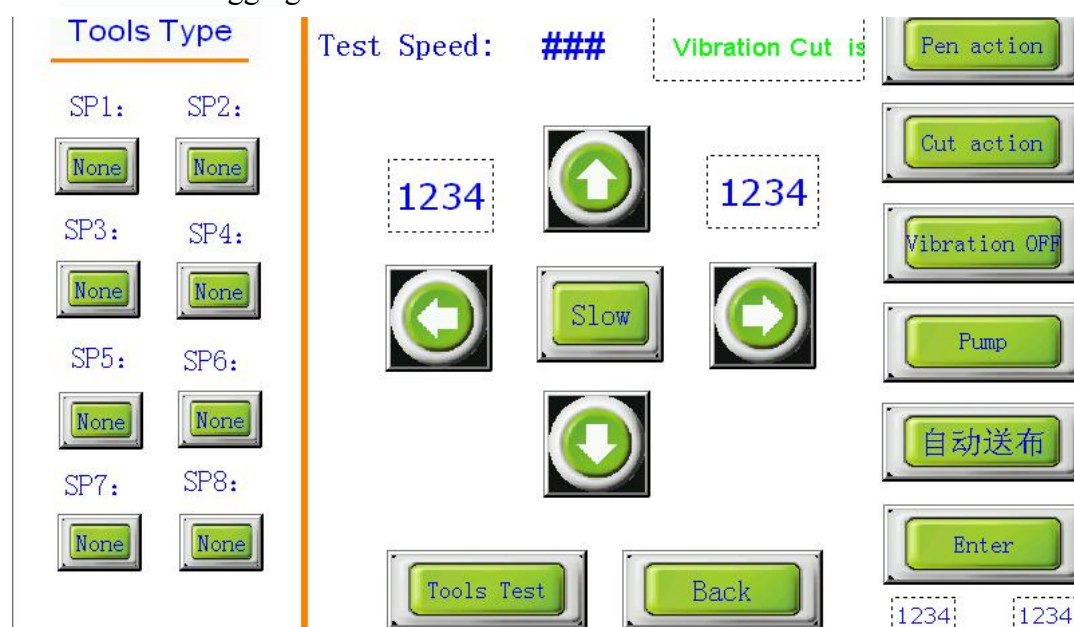 gging
Tools Type
SP1:
SP2:
None
None
SP3:
SP4:
None
None
SP5:
SP6:
None
None
SP7:
SP8:
None
None
Test Speed: ###
Vibration Cut is
1234
1234
Slow
Tools Test
Back
Pen action
Cut action
Vibration OFF
Pump
自动送布
Enter
1234
1234